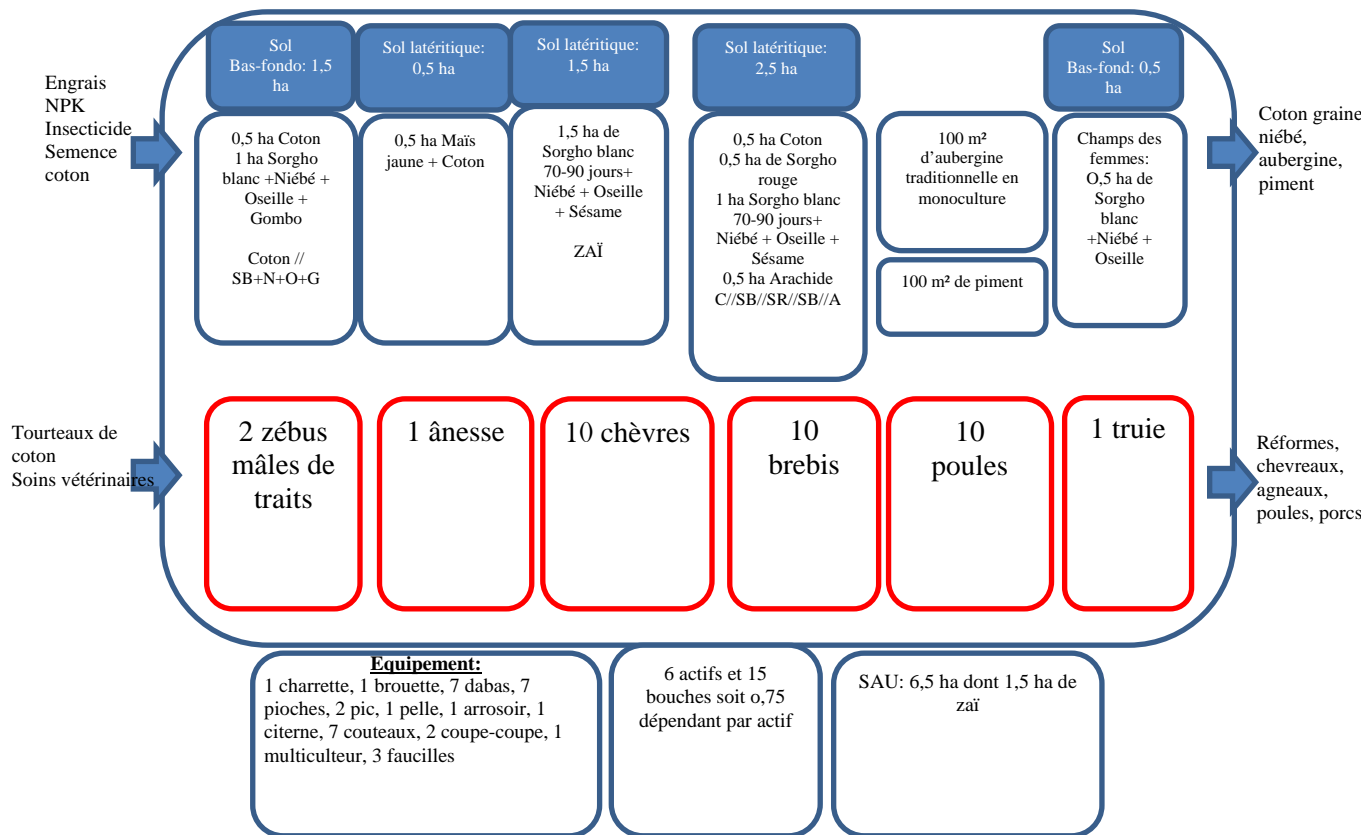 Engrais
NPK
Insecticide
Semence
coton
Sol
Bas-fondo: 1,5
ha
Sol latéritique:
0,5 ha
Sol latéritique:
1,5 ha
Sol latéritique:
2,5 ha
Sol
Bas-fond: 0,5
ha
0,5 ha Coton
1 ha Sorgho
blanc +Niébé +
Oseille +
Gombo
Coton //
SB+N+O+G
0,5 ha Maïs
jaune + Coton
1,5 ha de
Sorgho blanc
70-90 jours+
Niébé + Oseille
+ Sésame
ZAÏ
0,5 ha Coton
0,5 ha de Sorgho
rouge
1 ha Sorgho blanc
70-90 jours+
Niébé + Oseille +
Sésame
0,5 ha Arachide
C//SB//SR//SB//A
100 m²
d’aubergine
traditionnelle en
monoculture
100 m² de piment
Champs des
femmes:
O,5 ha de
Sorgho
blanc
+Niébé +
Oseille
Coton graine
niébé,
aubergine,
piment
Tourteaux de
coton
Soins vétérinaires
2 zébus
mâles de
traits
1 ânesse
10 chèvres
10
brebis
10
poules
1 truie
Réformes,
chevreaux,
agneaux,
poules, porcs
Equipement:
1 charrette, 1 brouette, 7 dabas, 7
pioches, 2 pic, 1 pelle, 1 arrosoir, 1
citerne, 7 couteaux, 2 coupe-coupe, 1
multiculteur, 3 faucilles
6 actifs et 15
bouches soit o,75
dépendant par actif
SAU: 6,5 ha dont 1,5 ha de
zaï